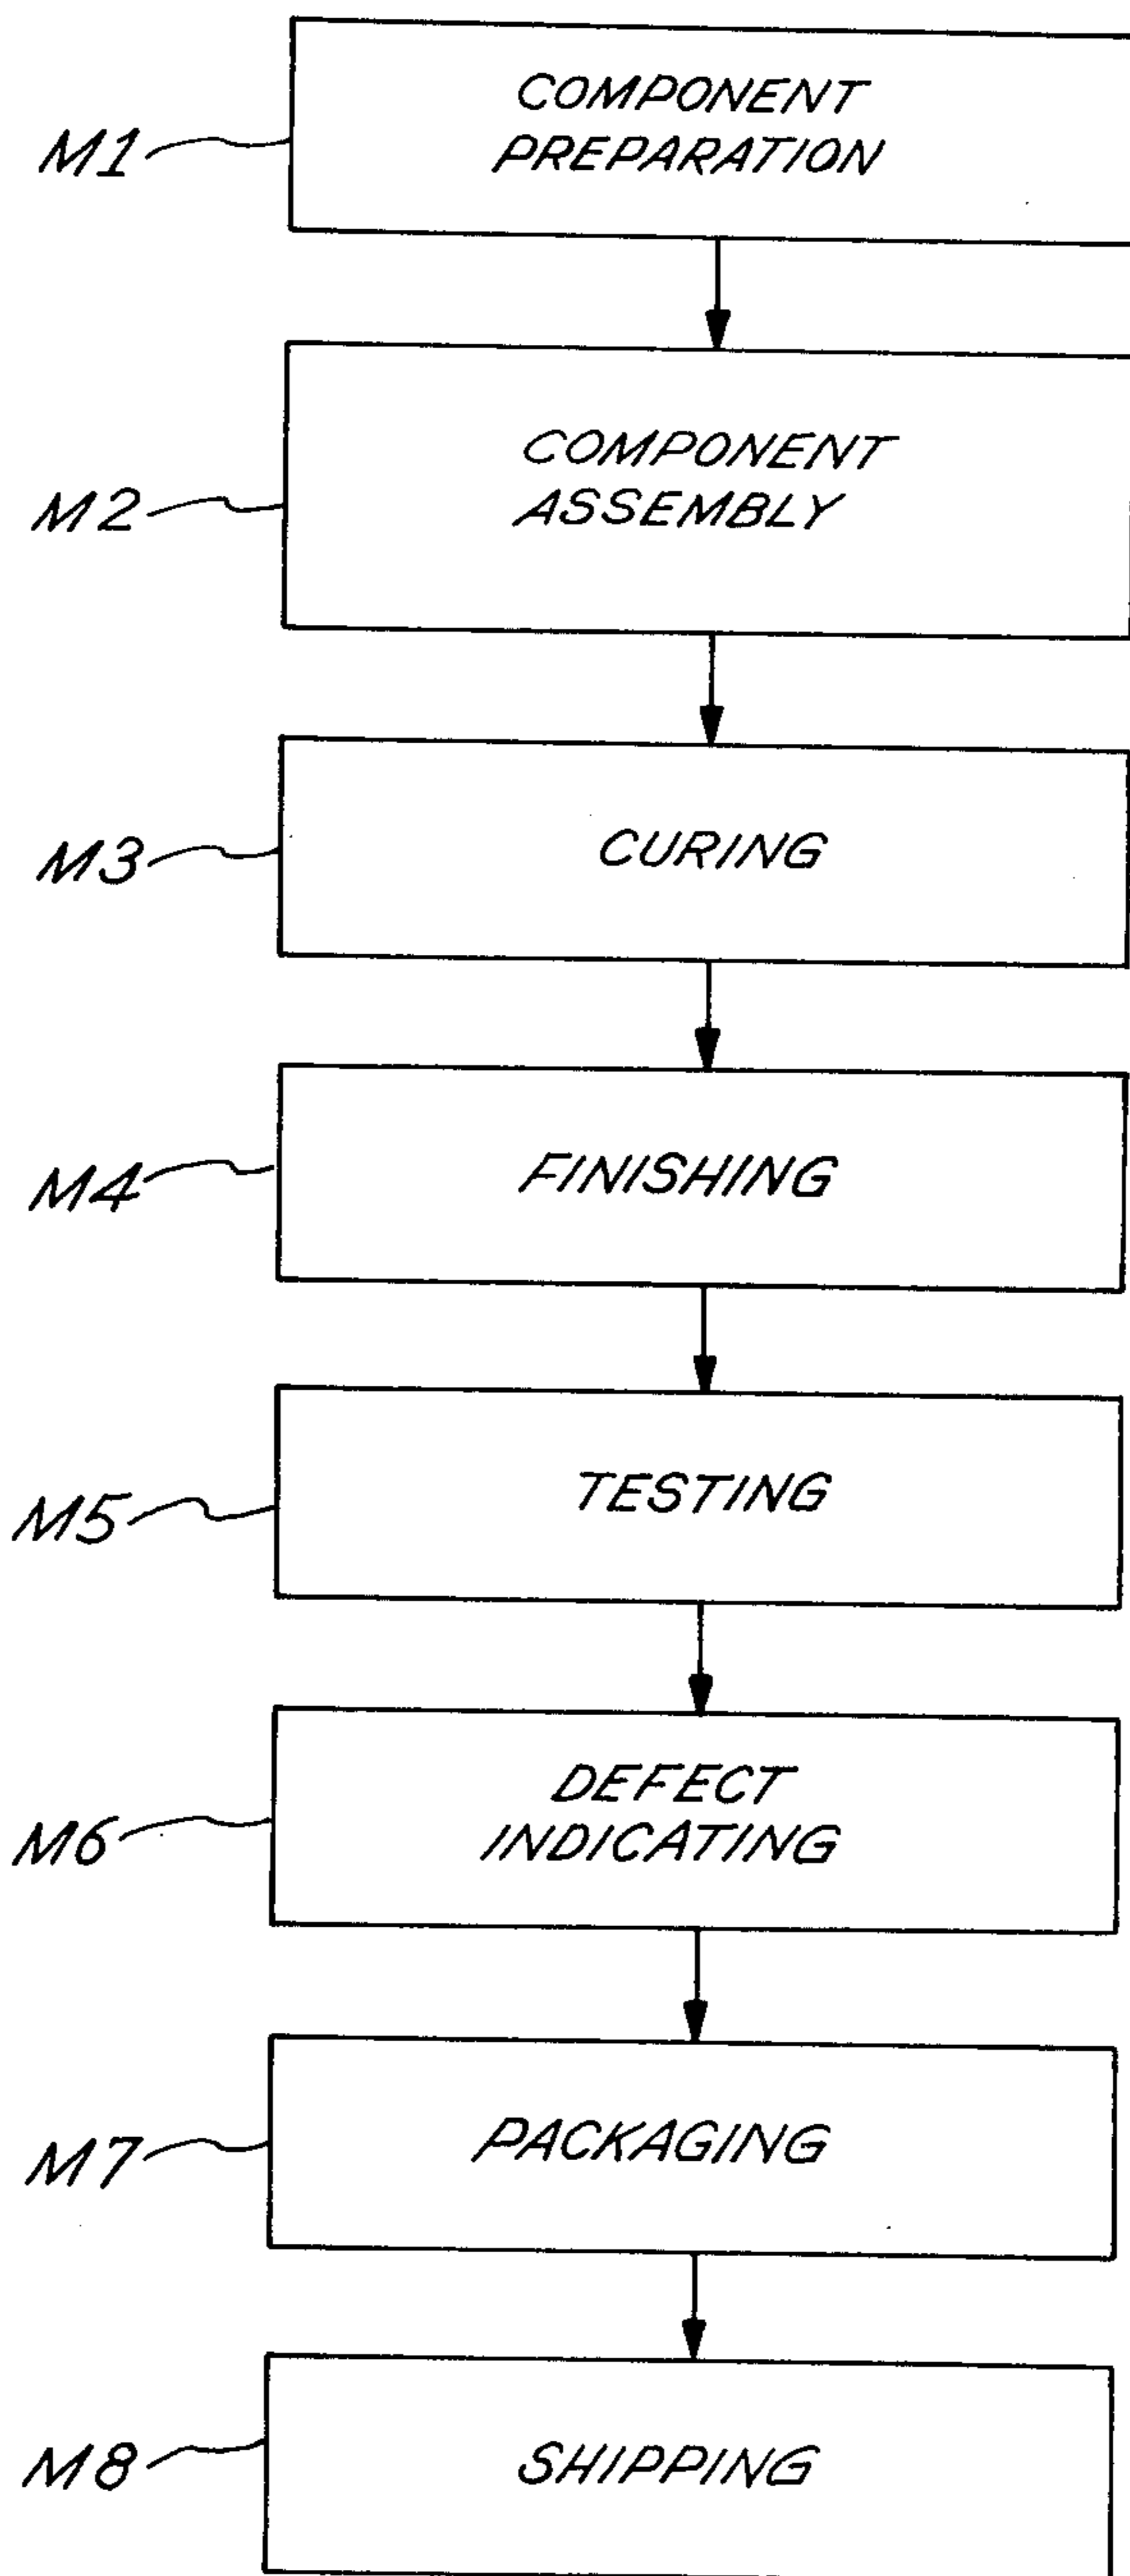 M1
COMPONENT
PREPARATION
M2
COMPONENT
ASSEMBLY
M3
CURING
M4
FINISHING
M5
TESTING
M6
DEFECT
INDICATING
M7
PACKAGING
M8
SHIPPING